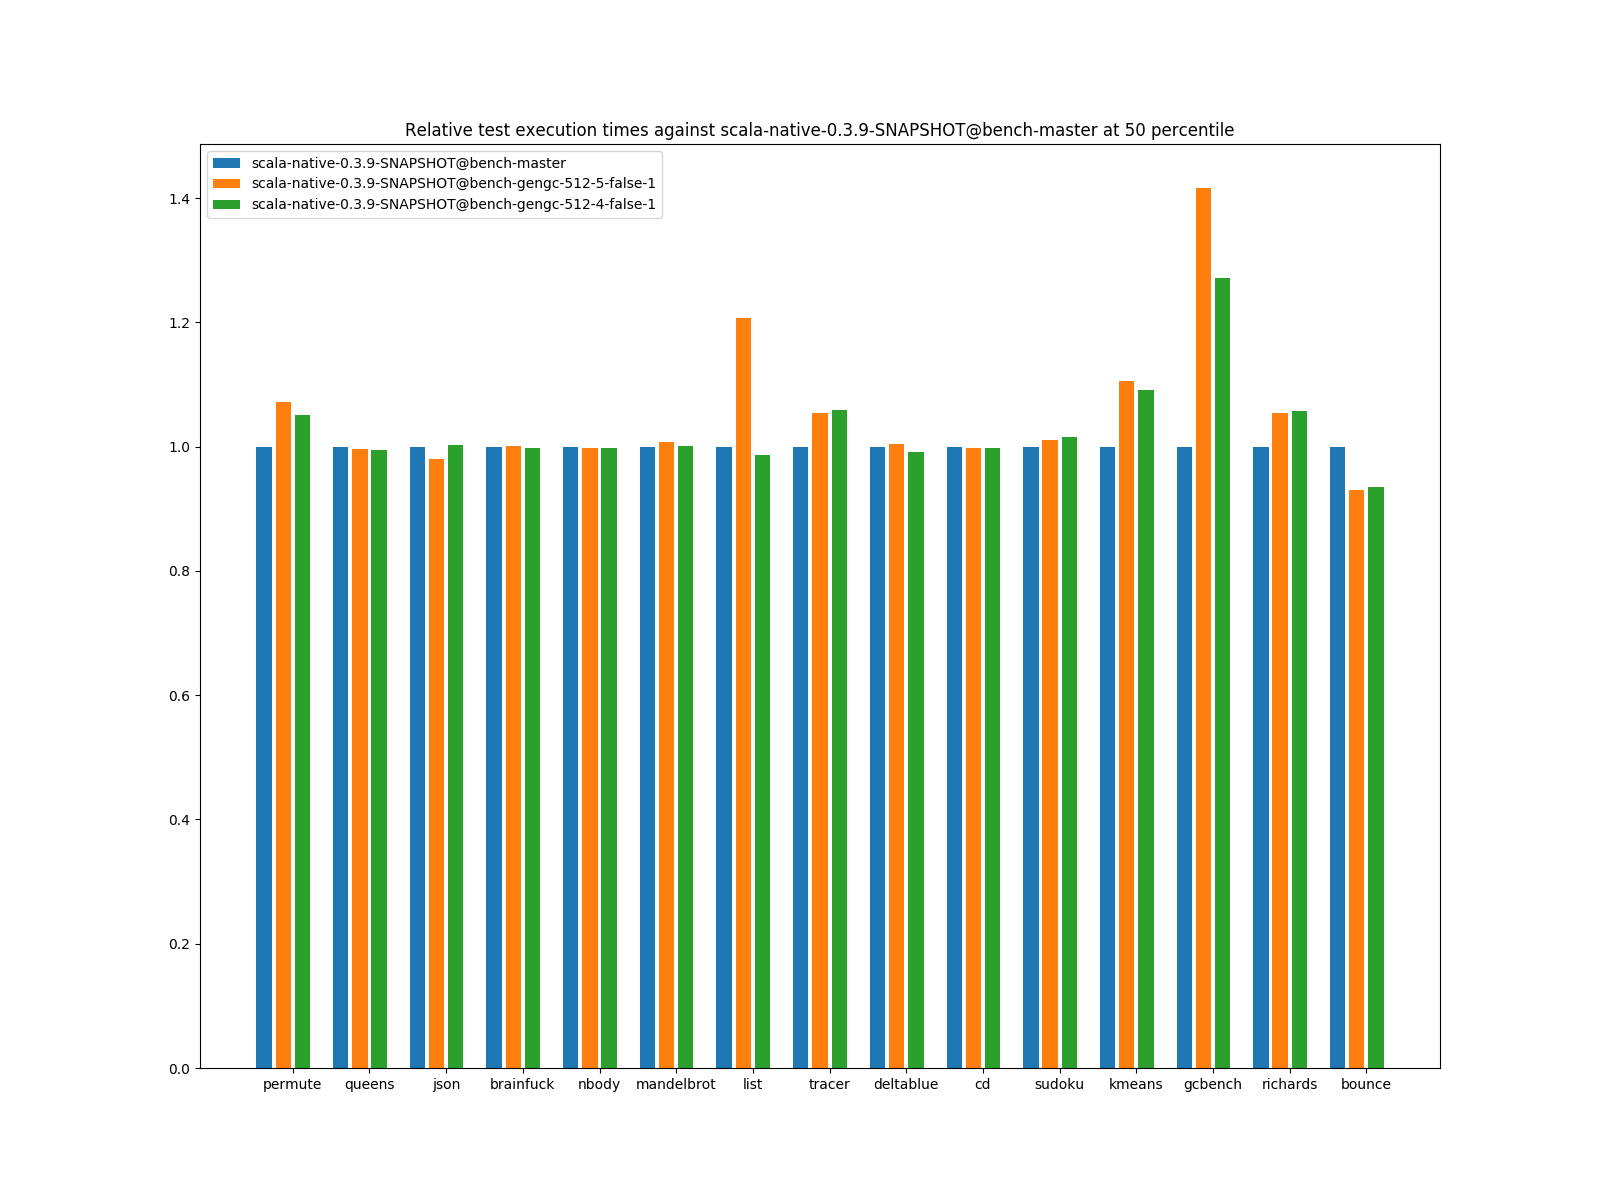 Relative test execution times against scala-native-0.3.9-SNAPSHOT@bench-master at 50 percentile
scala-native-0.3.9-SNAPSHOT@bench-master
scala-native-0.3.9-SNAPSHOT@bench-gengc-512-5-false-1
scala-native-0.3.9-SNAPSHOT@bench-gengc-512-4-false-1
1.4
1.2
1.0
0.8
0.6
0.4
0.2
0.0
permute queens json brainfuck nbody mandelbrot list tracer deltablue cd sudoku kmeans gcbench richards bounce